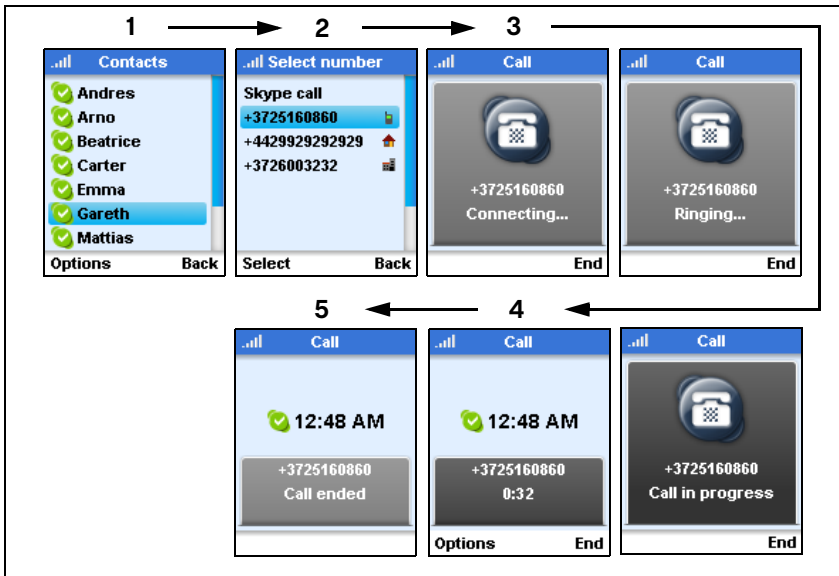 1 2 3
Contacts
Andres
Arno
Beatrice
Carter
Emma
Gareth
Mattias
Options Back
Select number
Skype call
+3725160860
+4429929292929
+3726003232
Select Back
Call
+3725160860
Connecting...
End
Call
+3725160860
Ringing...
End
5 4
Call
12:48 AM
+3725160860
Call ended
Call
12:48 AM
+3725160860
0:32
Options End
Call
+3725160860
Call in progress
End